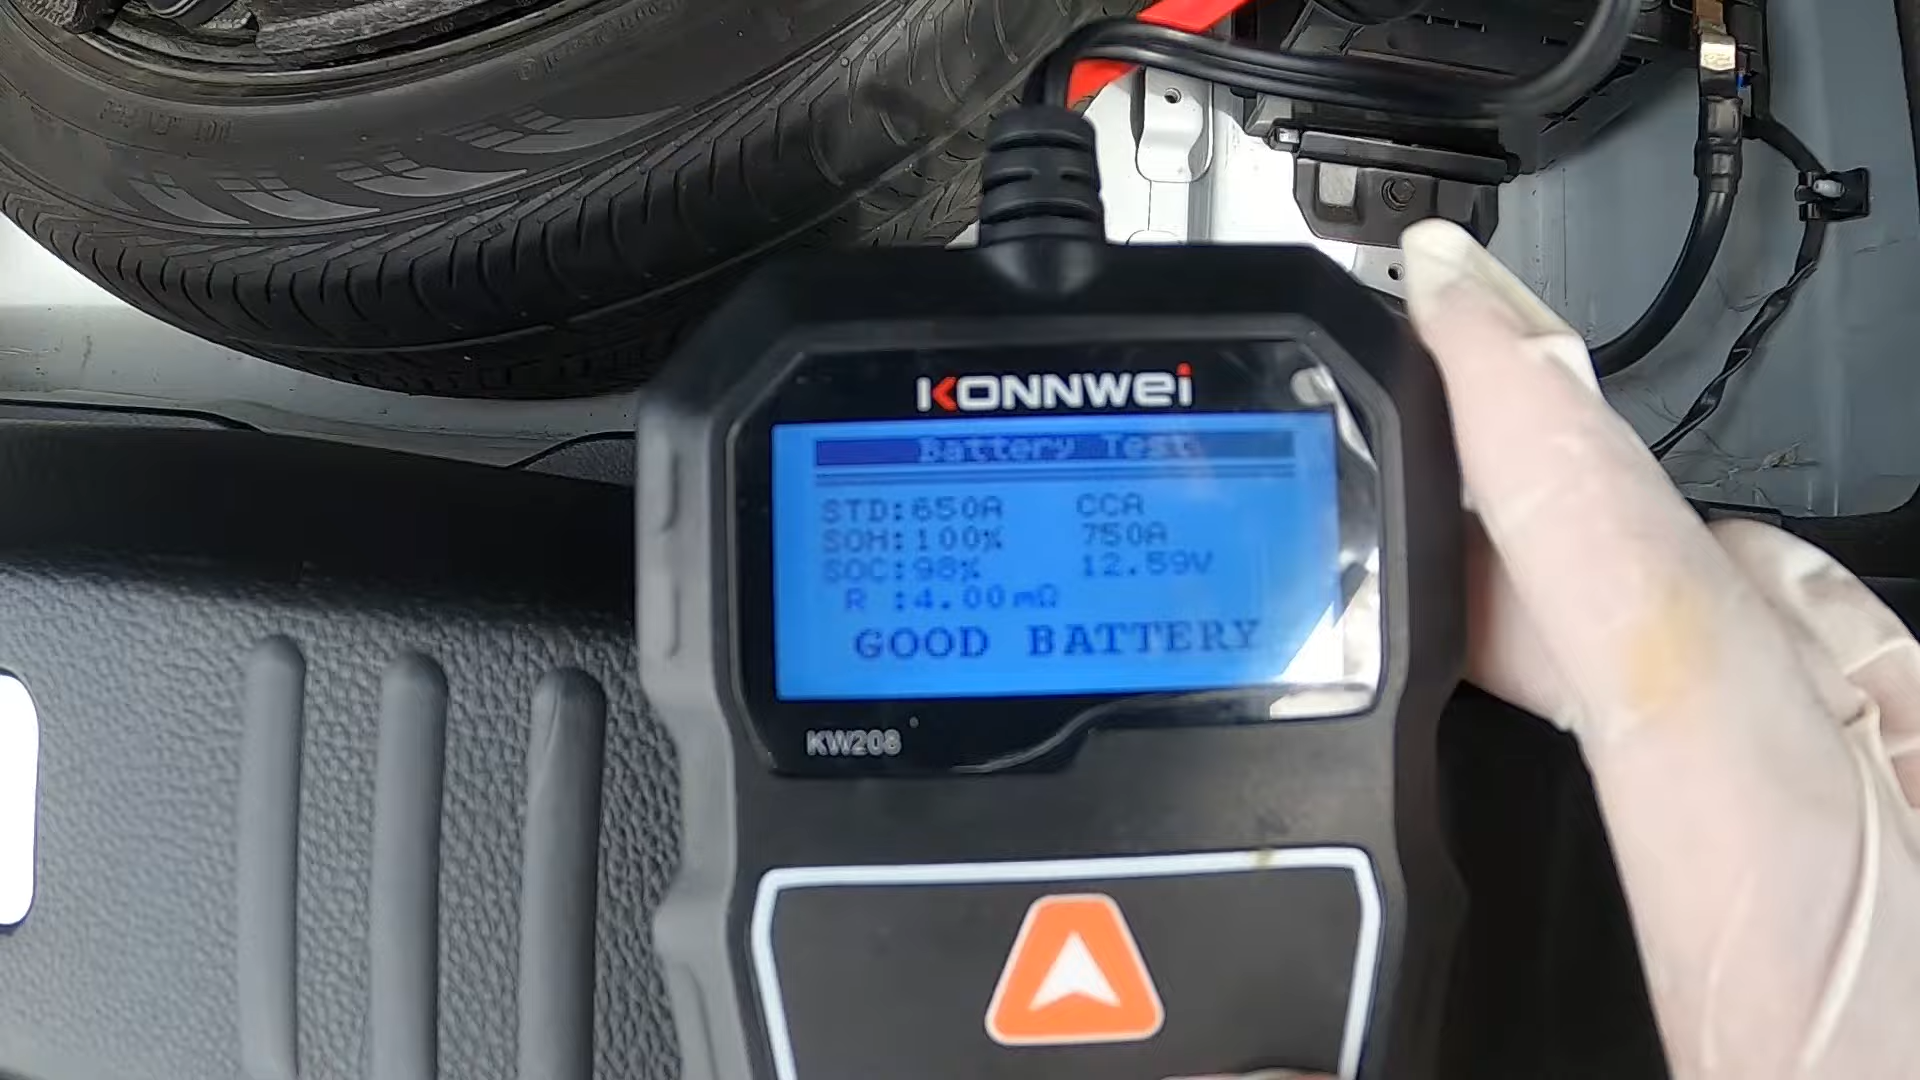 KONNWEI
Battery Test
STD:650A CCA
SOH:100% 750A
SOC:98% 12.59V
R :4.00mΩ
GOOD BATTERY
KW208